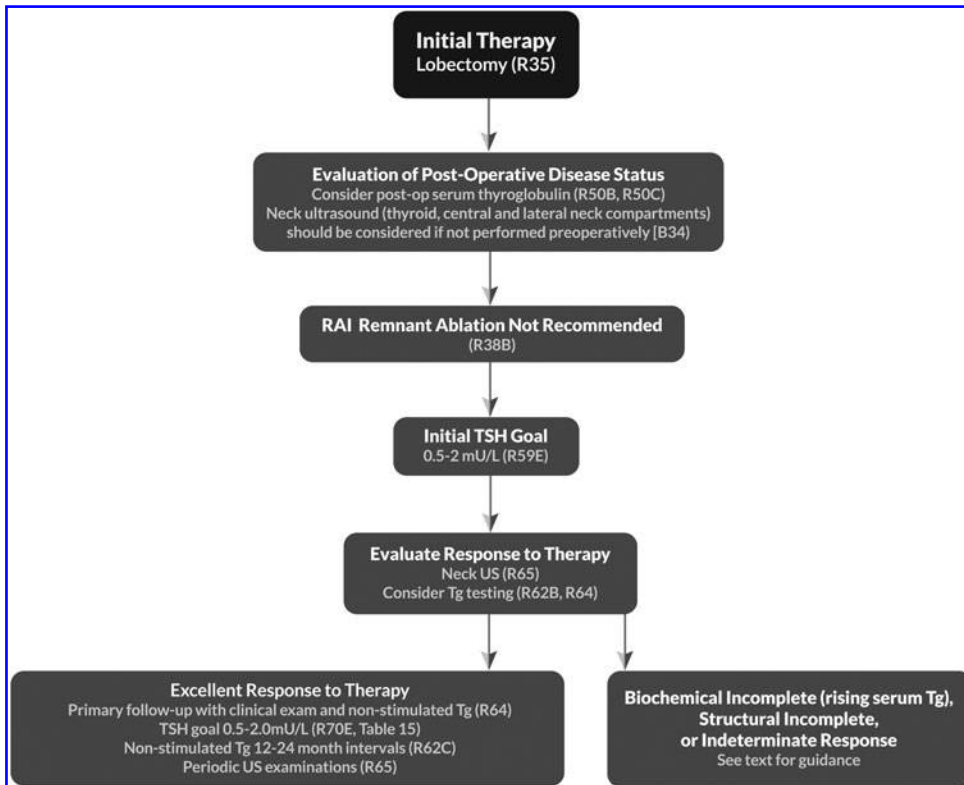 Initial Therapy
Lobectomy (R35)
Evaluation of Post-Operative Disease Status
Consider post-op serum thyroglobulin (R50B, R50C)
Neck ultrasound (thyroid, central and lateral neck compartments)
should be considered if not performed preoperatively [B34)
RAI Remnant Ablation Not Recommended
(R38B)
Initial TSH Goal
0.5-2 mU/L (R59E)
Evaluate Response to Therapy
Neck US (R65)
Consider Tg testing (R62B, R64)
Excellent Response to Therapy
Primary follow-up with clinical exam and non-stimulated Tg (R64)
TSH goal 0.5-2.0mU/L (R70E, Table 15)
Non-stimulated Tg 12-24 month intervals (R62C)
Periodic US examinations (R65)
Biochemical Incomplete (rising serum Tg),
Structural Incomplete,
or Indeterminate Response
See text for guidance